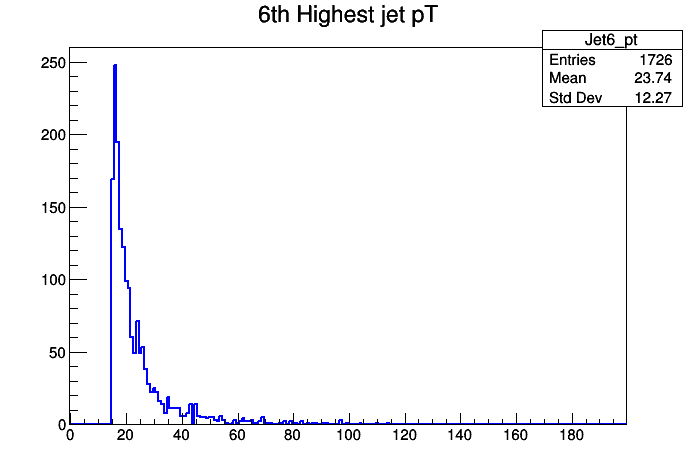 6th Highest jet pT
Jet6_pt
Entries 1726
Mean 23.74
Std Dev 12.27
250
200
150
100
50
0
0 20 40 60 80 100 120 140 160 180